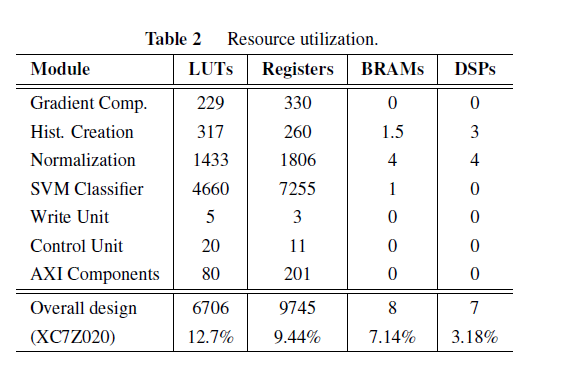 Table 2 Resource utilization.
Module LUTs Registers BRAMs DSPs
Gradient Comp. 229 330 0 0
Hist. Creation 317 260 1.5 3
Normalization 1433 1806 4 4
SVM Classifier 4660 7255 1 0
Write Unit 5 3 0 0
Control Unit 20 11 0 0
AXI Components 80 201 0 0
Overall design 6706 9745 8 7
(XC7Z020) 12.7% 9.44% 7.14% 3.18%